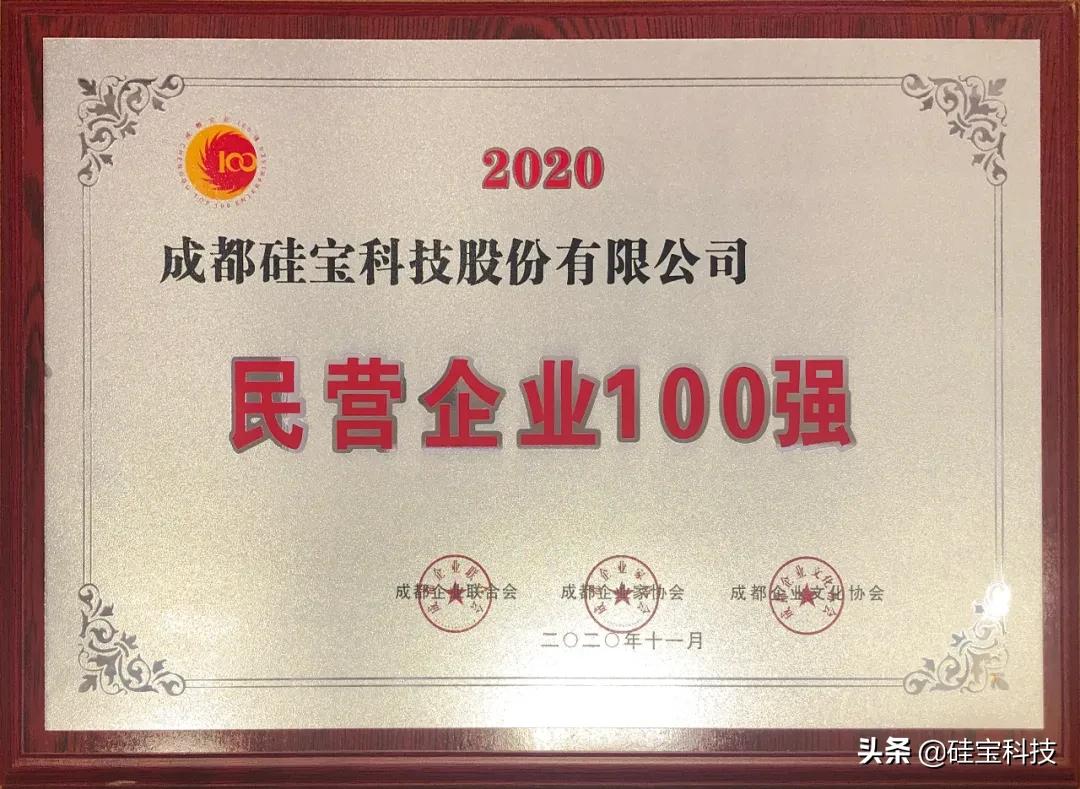 100
2020
成都硅宝科技股份有限公司
民营企业100强
成都企业联合会 成都企业家协会 成都企业文化协会
二〇二〇年十一月
头条 @硅宝科技